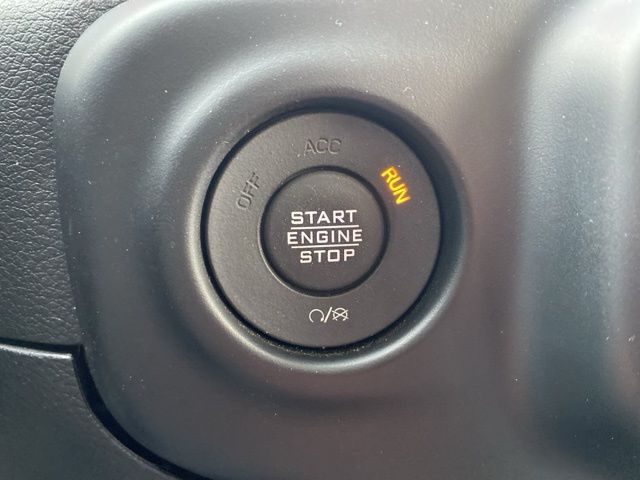 OFF
ACC
RUN
START
ENGINE
STOP